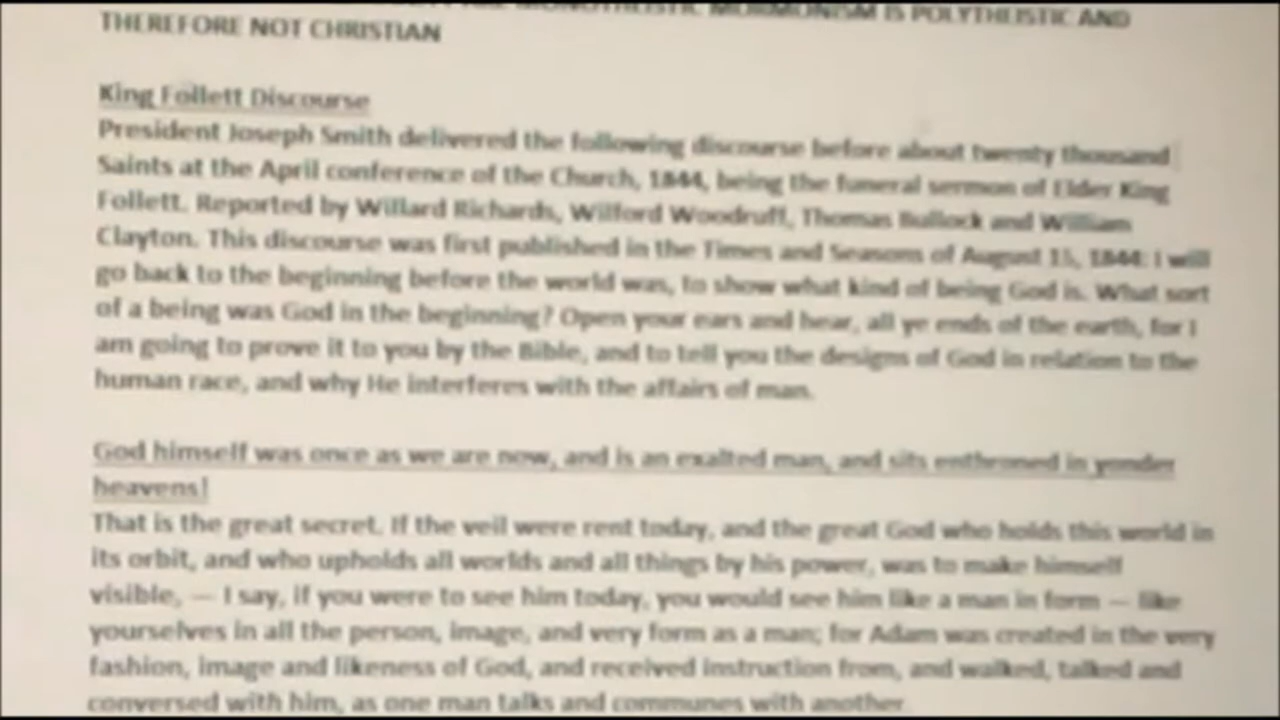 MONOTHEISTIC MORMONISM IS POLYTHEISTIC AND
THEREFORE NOT CHRISTIAN
King Follett Discourse
President Joseph Smith delivered the following discourse before about twenty thousand
Saints at the April conference of the Church, 1844, being the funeral sermon of Elder King
Follett. Reported by Willard Richards, Wilford Woodruff, Thomas Bullock and William
Clayton. This discourse was first published in the Times and Seasons of August 15, 1844: I will
go back to the beginning before the world was, to show what kind of being God is. What sort
of a being was God in the beginning? Open your ears and hear, all ye ends of the earth, for I
am going to prove it to you by the Bible, and to tell you the designs of God in relation to the
human race, and why He interferes with the affairs of man.
God himself was once as we are now, and is an exalted man, and sits enthroned in yonder
heavens!
That is the great secret. If the veil were rent today, and the great God who holds this world in
its orbit, and who upholds all worlds and all things by his power, was to make himself
visible, — I say, if you were to see him today, you would see him like a man in form — like
yourselves in all the person, image, and very form as a man; for Adam was created in the very
fashion, image and likeness of God, and received instruction from, and walked, talked and
conversed with him, as one man talks and communes with another.